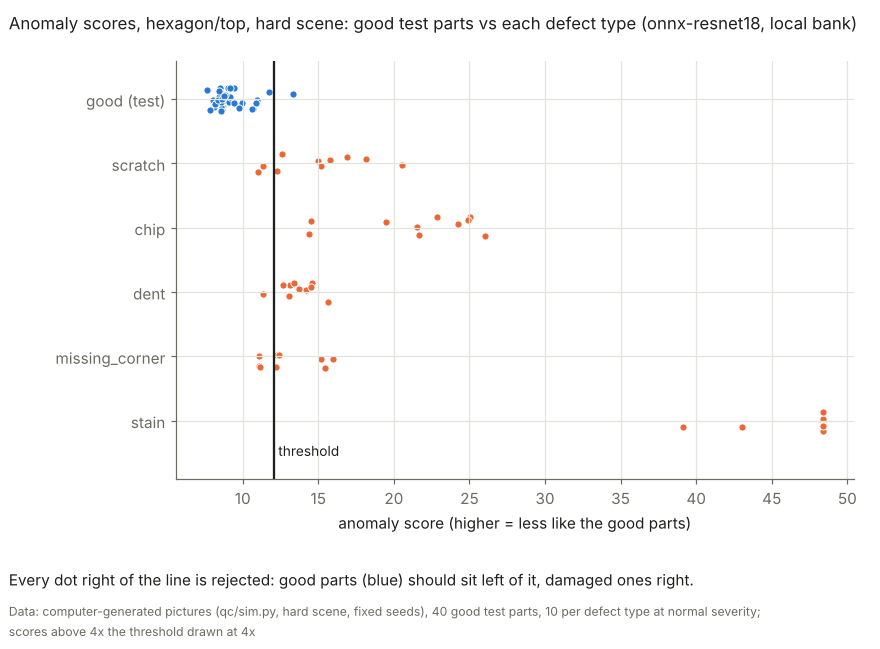 Anomaly scores, hexagon/top, hard scene: good test parts vs each defect type (onnx-resnet18, local bank)
good (test)
scratch
chip
dent
missing_corner
stain
threshold
10 15 20 25 30 35 40 45 50
anomaly score (higher = less like the good parts)
Every dot right of the line is rejected: good parts (blue) should sit left of it, damaged ones right.
Data: computer-generated pictures (qc/sim.py, hard scene, fixed seeds), 40 good test parts, 10 per defect type at normal severity;
scores above 4x the threshold drawn at 4x